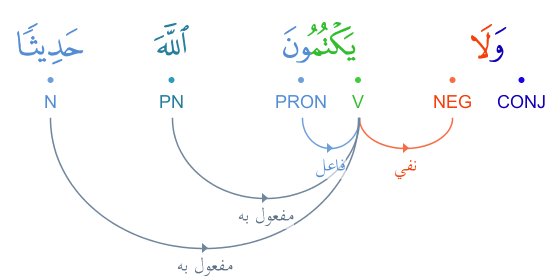 وَلَا يَكْتُمُونَ ٱللَّهَ حَدِيثًا
CONJ NEG V PRON PN N
نفي فاعل
مفعول به
مفعول به